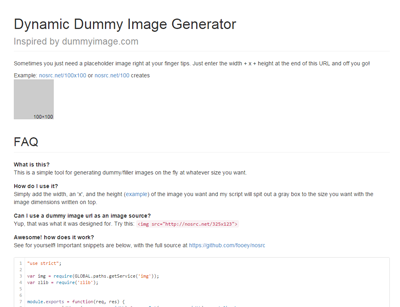 Dynamic Dummy Image Generator
Inspired by dummyimage.com
Sometimes you just need a placeholder image right at your finger tips. Just enter the width + x + height at the end of this URL and off you go!
Example: nosrc.net/100x100 or nosrc.net/100 creates
100×100
FAQ
What is this?
This is a simple tool for generating dummy/filler images on the fly at whatever size you want.
How do I use it?
Simply add the width, an 'x', and the height (example) of the image you want and my script will spit out a gray box to the size you want with the
image dimensions written on top.
Can I use a dummy image url as an image source?
Yup, that was what it was designed for. Try this: <img src="http://nosrc.net/325x123">
Awesome! how does it work?
See for yourself! Important snippets are below, with the full source at https://github.com/fooey/nosrc
1 "use strict";
2
3 var img = require(GLOBAL.paths.getService('img'));
4 var zlib = require('zlib');
5
6
7 module.exports = function(req, res) {
8